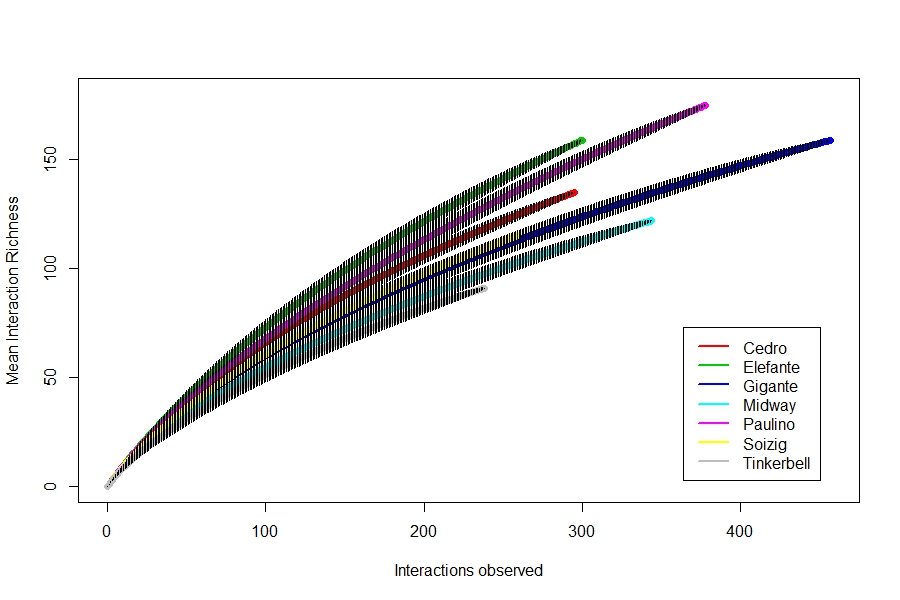 Mean Interaction Richness
150
100
50
0
0 100 200 300 400
Interactions observed
Cedro
Elefante
Gigante
Midway
Paulino
Soizig
Tinkerbell